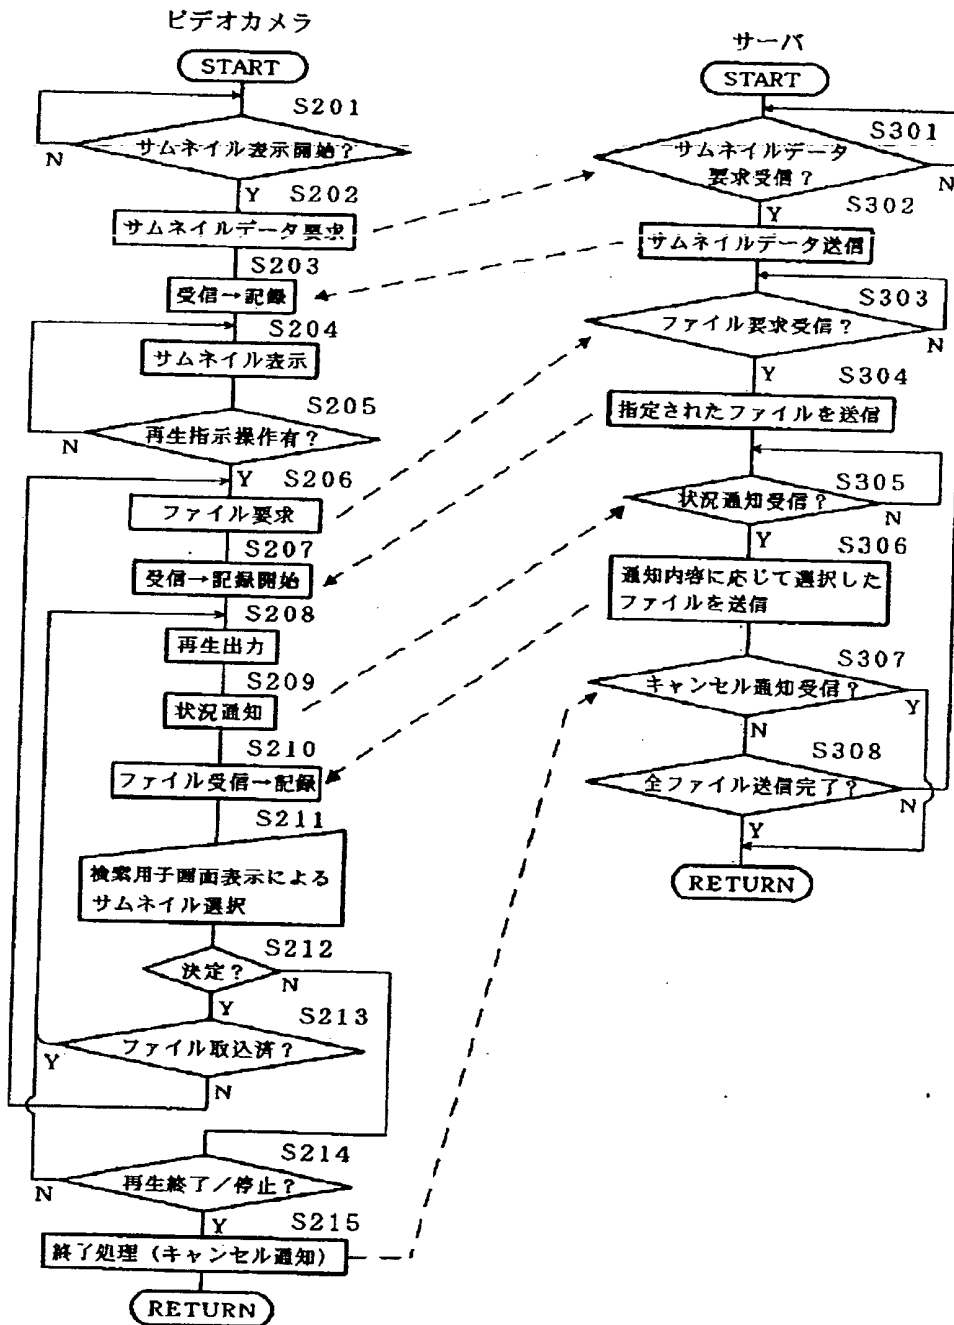 ビデオカメラ
START
S201
サムネイル表示開始?
N
Y
S202
サムネイルデータ要求
S203
受信→記録
S204
サムネイル表示
S205
再生指示操作有?
N
Y
S206
ファイル要求
S207
受信→記録開始
S208
再生出力
S209
状況通知
S210
ファイル受信→記録
S211
検索用子画面表示による
サムネイル選択
S212
決定?
N
Y
S213
ファイル取込済?
Y
N
S214
再生終了/停止?
N
Y
S215
終了処理(キャンセル通知)
RETURN
サーバ
START
S301
サムネイルデータ
要求受信?
N
Y
S302
サムネイルデータ送信
S303
ファイル要求受信?
N
Y
S304
指定されたファイルを送信
S305
状況通知受信?
N
Y
S306
通知内容に応じて選択した
ファイルを送信
S307
キャンセル通知受信?
Y
N
S308
全ファイル送信完了?
N
Y
RETURN